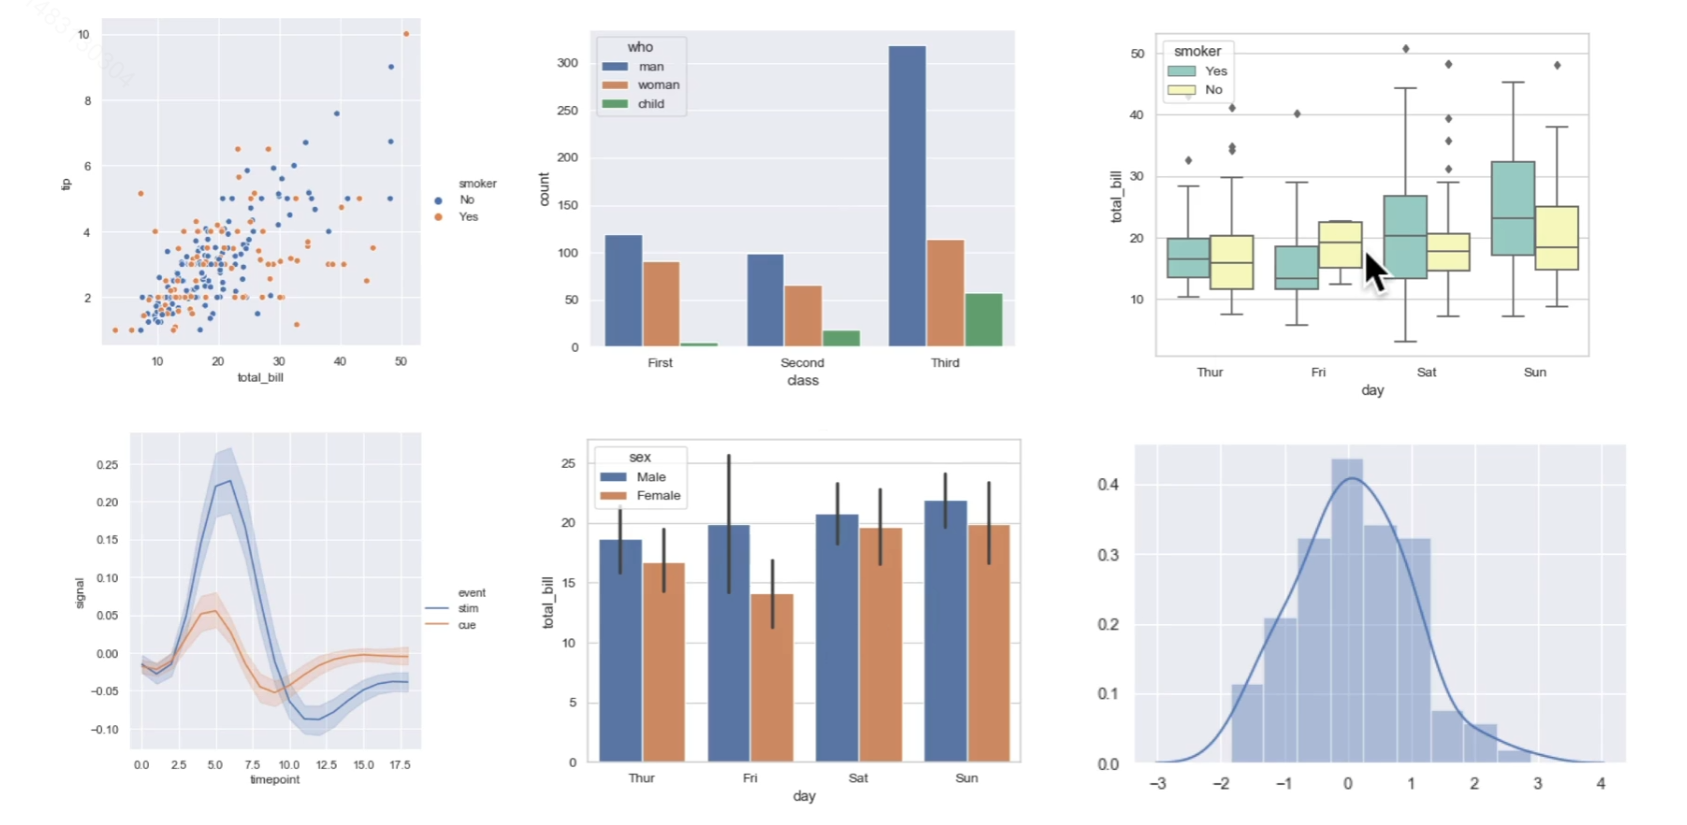 10
8
6
4
2
tip
10 20 30 40 50
total_bill
smoker
No
Yes
who
man
woman
child
300
250
200
150
100
50
0
count
First Second Third
class
smoker
Yes
No
50
40
30
20
10
total_bill
Thur Fri Sat Sun
day
0.25
0.20
0.15
0.10
0.05
0.00
−0.05
−0.10
signal
0.0 2.5 5.0 7.5 10.0 12.5 15.0 17.5
timepoint
event
stim
cue
sex
Male
Female
25
20
15
10
5
0
total_bill
Thur Fri Sat Sun
day
0.4
0.3
0.2
0.1
0.0
−3 −2 −1 0 1 2 3 4